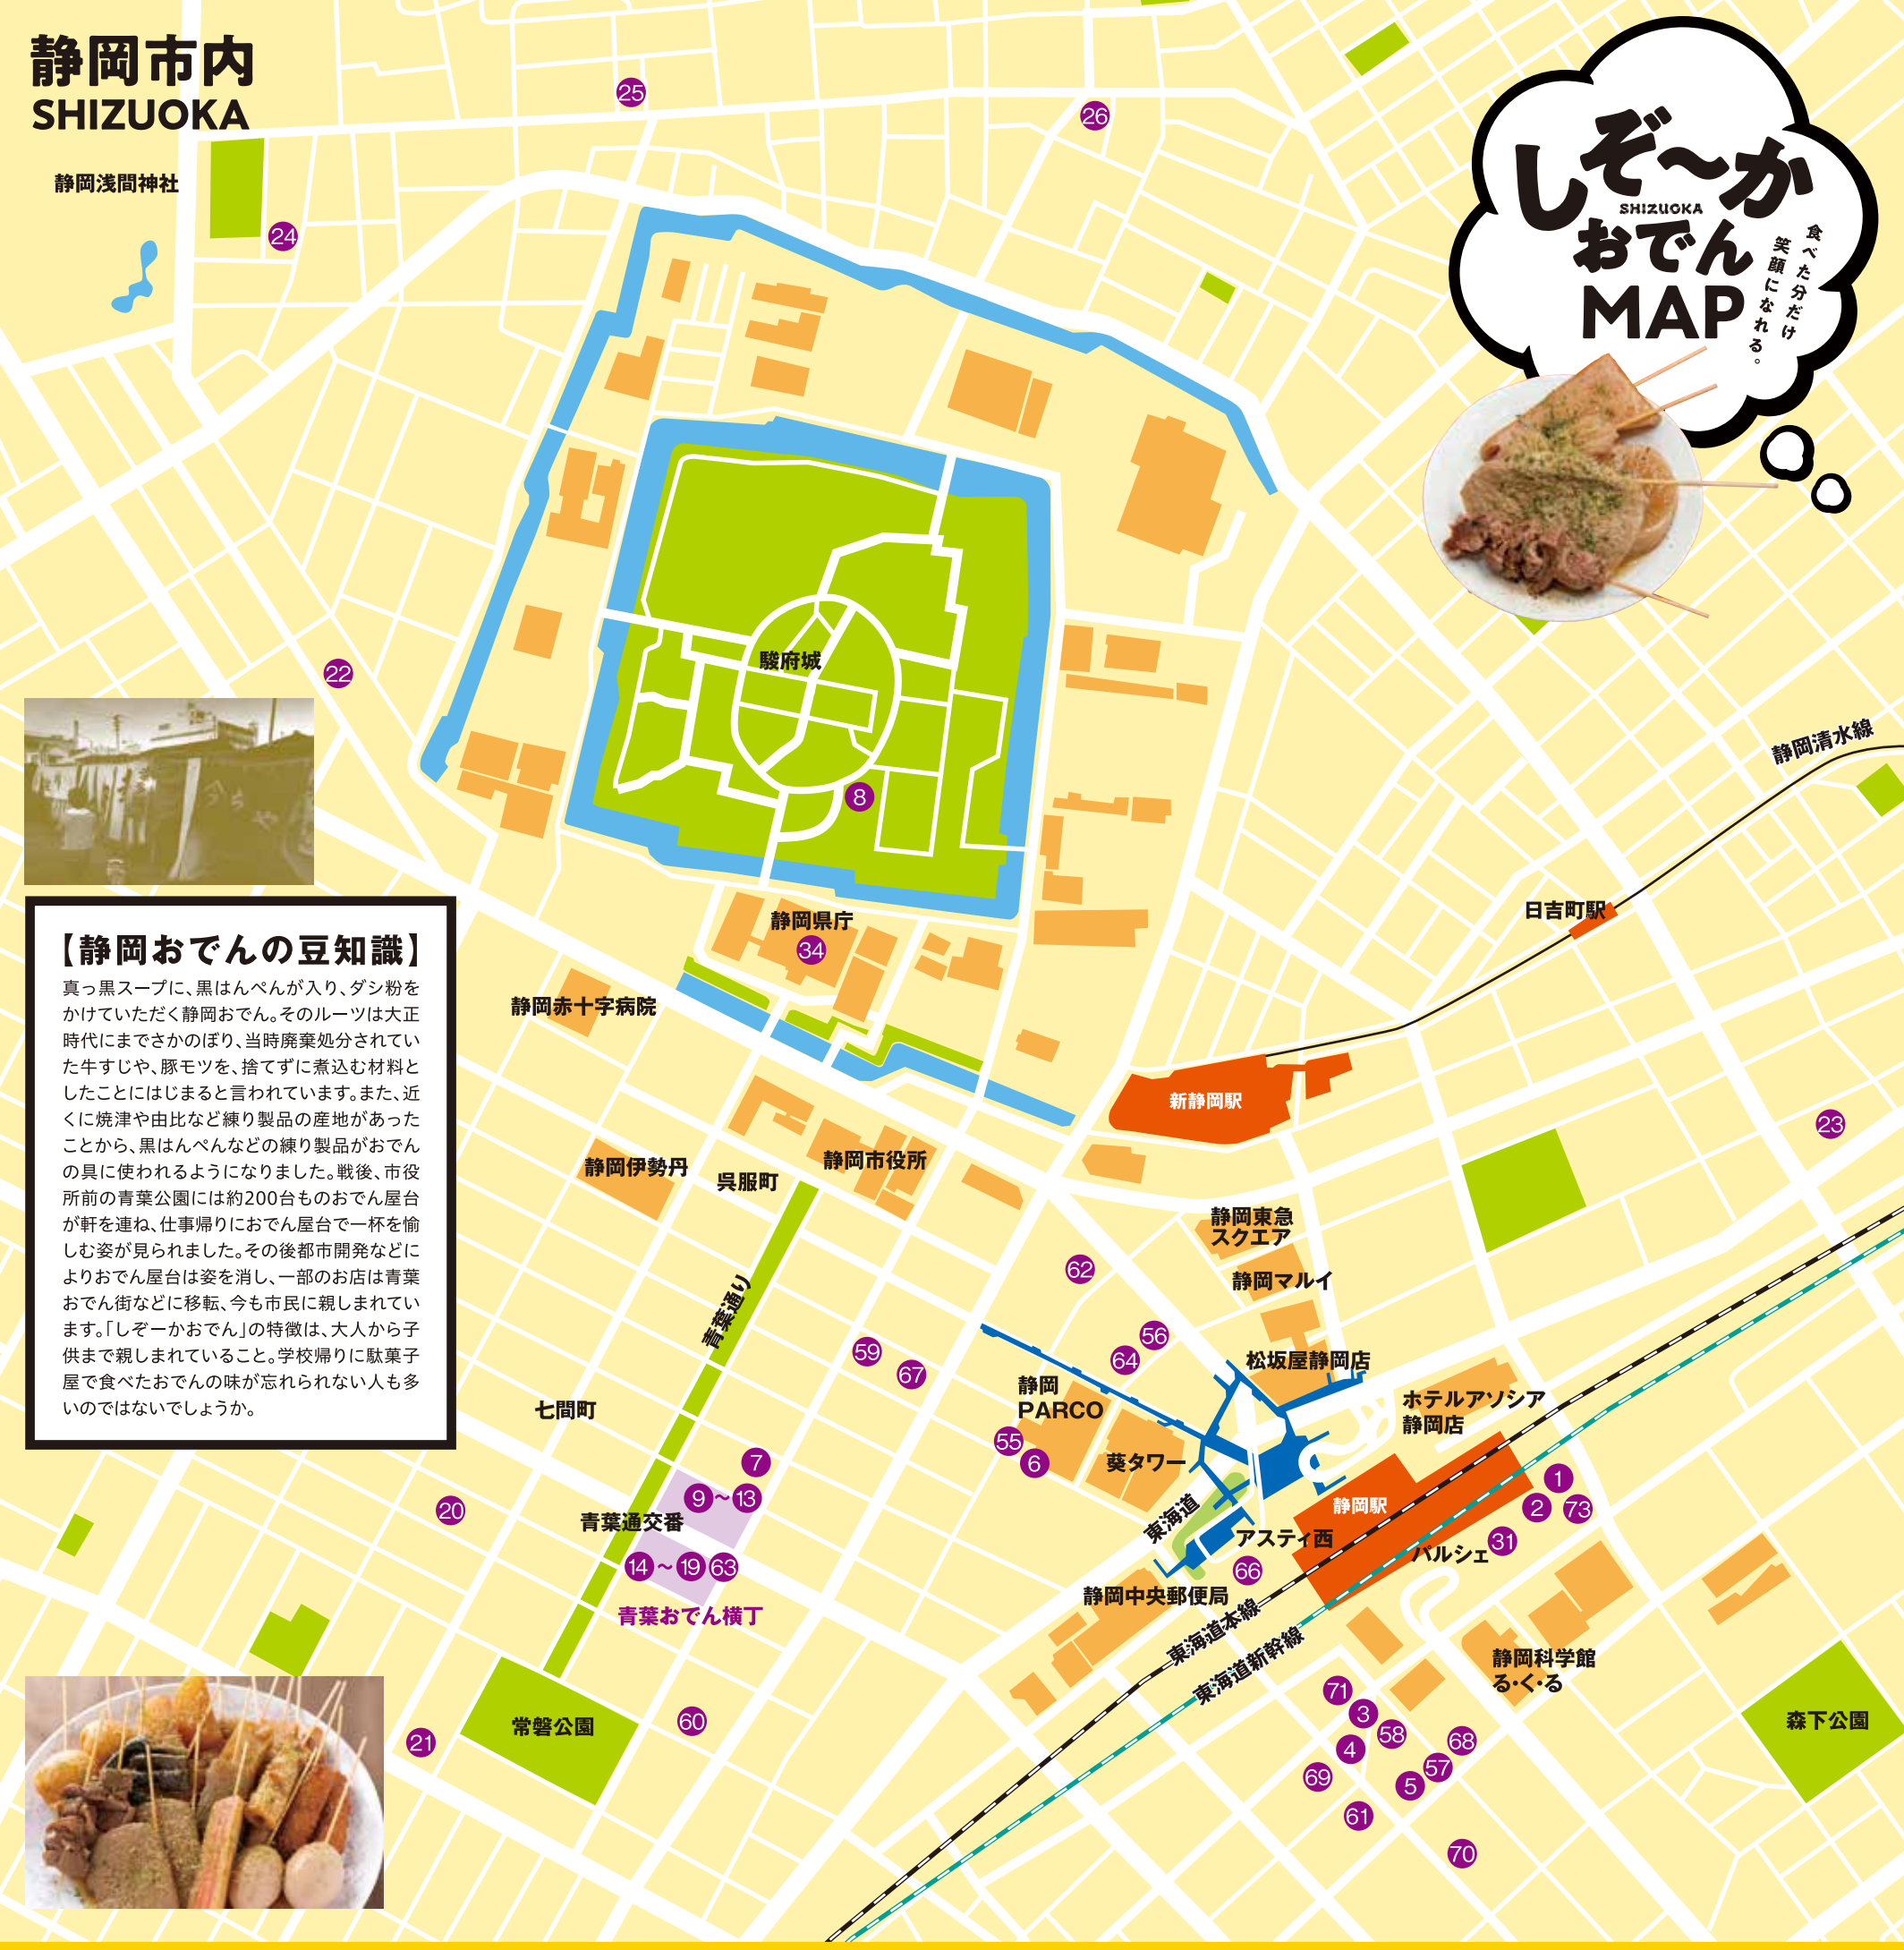 静岡市内
SHIZUOKA
静岡浅間神社
25
26
24
しぞ～か
SHIZUOKA
おでん
MAP
食べた分だけ
笑顔になれる。
22
駿府城
8
静岡清水線
日吉町駅
静岡県庁
34
静岡赤十字病院
新静岡駅
23
【静岡おでんの豆知識】
真っ黒スープに、黒はんぺんが入り、ダシ粉を
かけていただく静岡おでん。そのルーツは大正
時代にまでさかのぼり、当時廃棄処分されてい
た牛すじや、豚モツを、捨てずに煮込む材料と
したことにはじまると言われています。また、近
くに焼津や由比など練り製品の産地があった
ことから、黒はんぺんなどの練り製品がおでん
の具に使われるようになりました。戦後、市役
所前の青葉公園には約200台ものおでん屋台
が軒を連ね、仕事帰りにおでん屋台で一杯を愉
しむ姿が見られました。その後都市開発などに
よりおでん屋台は姿を消し、一部のお店は青葉
おでん街などに移転、今も市民に親しまれてい
ます。「しぞーかおでん」の特徴は、大人から子
供まで親しまれていること。学校帰りに駄菓子
屋で食べたおでんの味が忘れられない人も多
いのではないでしょうか。
静岡伊勢丹
呉服町
静岡市役所
静岡東急
スクエア
静岡マルイ
62
青葉通り
59
67
56
64
松坂屋静岡店
静岡
PARCO
ホテルアソシア
静岡店
七間町
55
6
葵タワー
7
9～13
20
青葉通交番
東海道
静岡駅
1
2
73
31
アスティ西
パルシェ
66
14～19 63
静岡中央郵便局
青葉おでん横丁
東海道本線
東海道新幹線
静岡科学館
る・く・る
常磐公園
60
21
71
3
58
4
68
57
69
5
61
70
森下公園